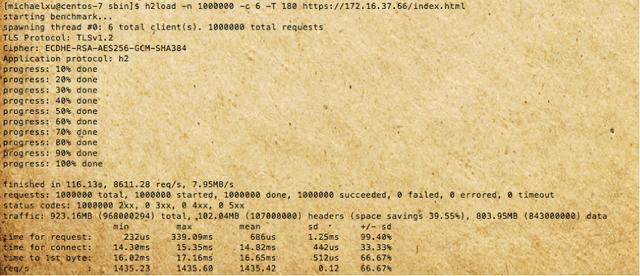 [michaelxu@centos-7 sbin]$ h2load -n 1000000 -c 6 -T 180 https://172.16.37.66/index.html
starting benchmark...
spawning thread #0: 6 total client(s). 1000000 total requests
TLS Protocol: TLSv1.2
Cipher: ECDHE-RSA-AES256-GCM-SHA384
Application protocol: h2
progress: 10% done
progress: 20% done
progress: 30% done
progress: 40% done
progress: 50% done
progress: 60% done
progress: 70% done
progress: 80% done
progress: 90% done
progress: 100% done
finished in 116.13s, 8611.28 req/s, 7.95MB/s
requests: 1000000 total, 1000000 started, 1000000 done, 1000000 succeeded, 0 failed, 0 errored, 0 timeout
status codes: 1000000 2xx, 0 3xx, 0 4xx, 0 5xx
traffic: 923.16MB (968000294) total, 102.04MB (107000000) headers (space savings 39.55%), 803.95MB (843000000) data
min max mean sd +/- sd
time for request: 232us 339.09ms 686us 1.25ms 99.40%
time for connect: 14.30ms 15.35ms 14.82ms 442us 33.33%
time to 1st byte: 16.02ms 17.16ms 16.65ms 512us 66.67%
req/s : 1435.23 1435.60 1435.42 0.12 66.67%